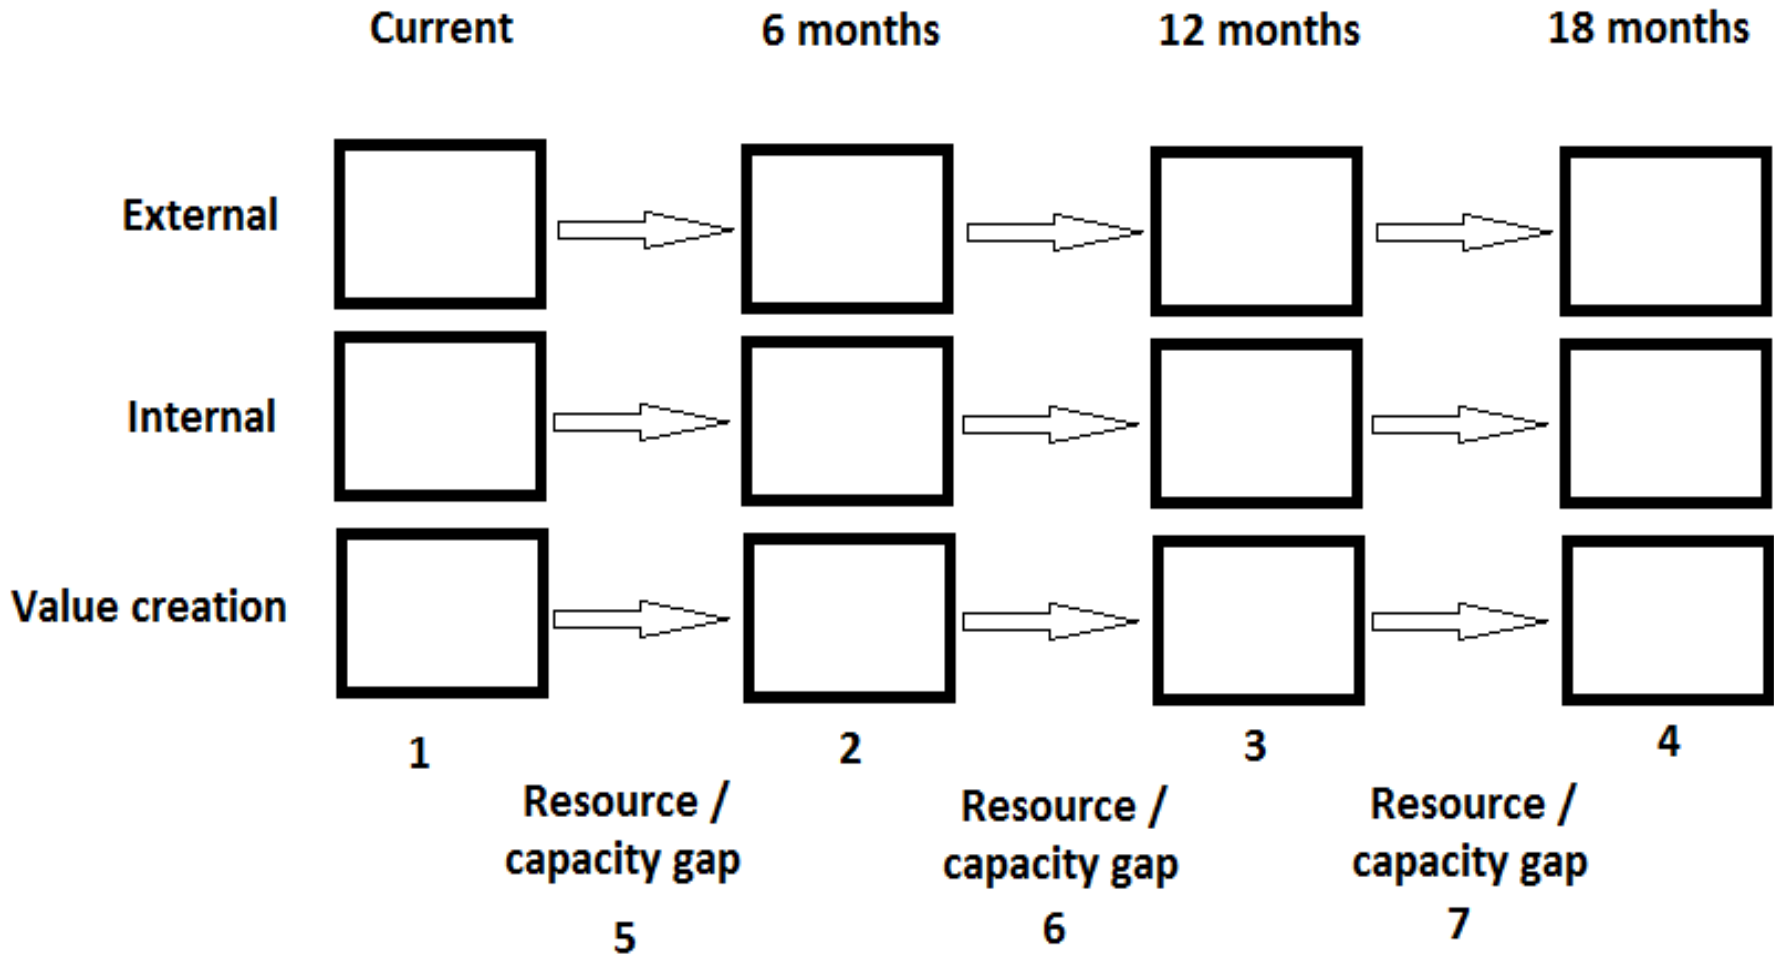 Current 6 months 12 months 18 months
External
Internal
Value creation
1 2 3 4
Resource / Resource / Resource /
capacity gap capacity gap capacity gap
5 6 7